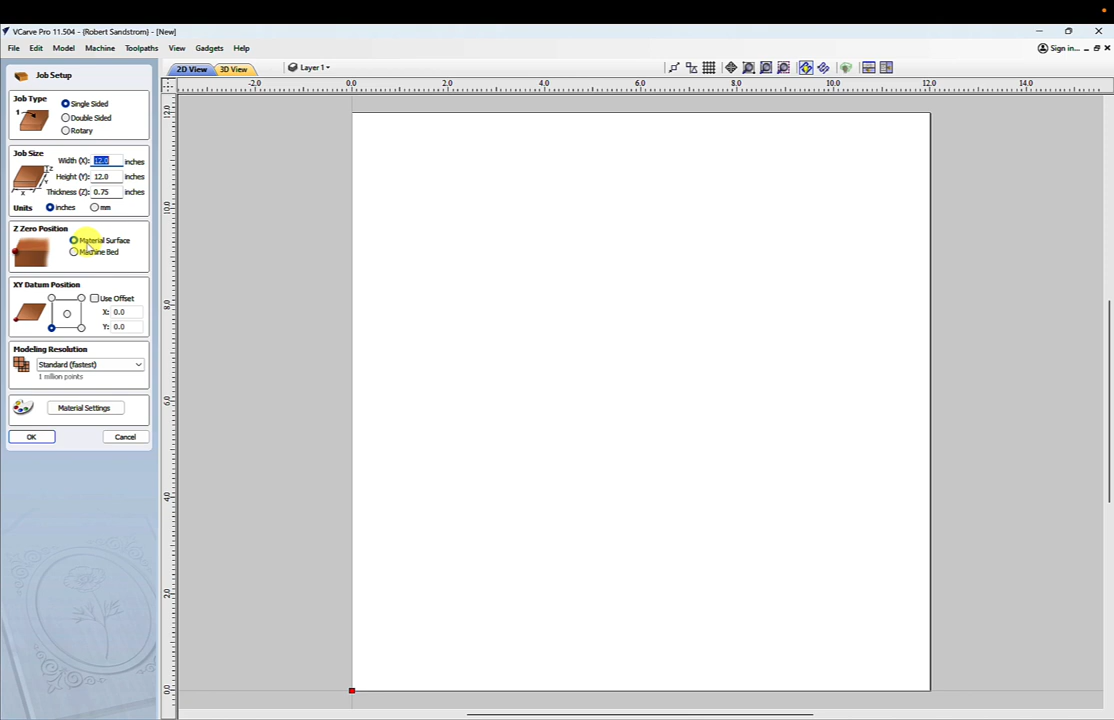 VCarve Pro 11.504 - {Robert Sandstrom} - [New]
File Edit Model Machine Toolpaths View Gadgets Help
Sign in...
2D View 3D View Layer 1
Job Setup
Job Type
1
Single Sided
Double Sided
Rotary
Job Size
Width (X): 12.0 inches
Height (Y): 12.0 inches
Thickness (Z): 0.75 inches
Z
Y
X
Units inches mm
Z Zero Position
Material Surface
Machine Bed
XY Datum Position
Use Offset
X: 0.0
Y: 0.0
Modeling Resolution
Standard (fastest)
1 million points
Material Settings
OK Cancel
-2.0 0.0 2.0 4.0 6.0 8.0 10.0 12.0 14.0
12.0
10.0
8.0
6.0
4.0
2.0
0.0